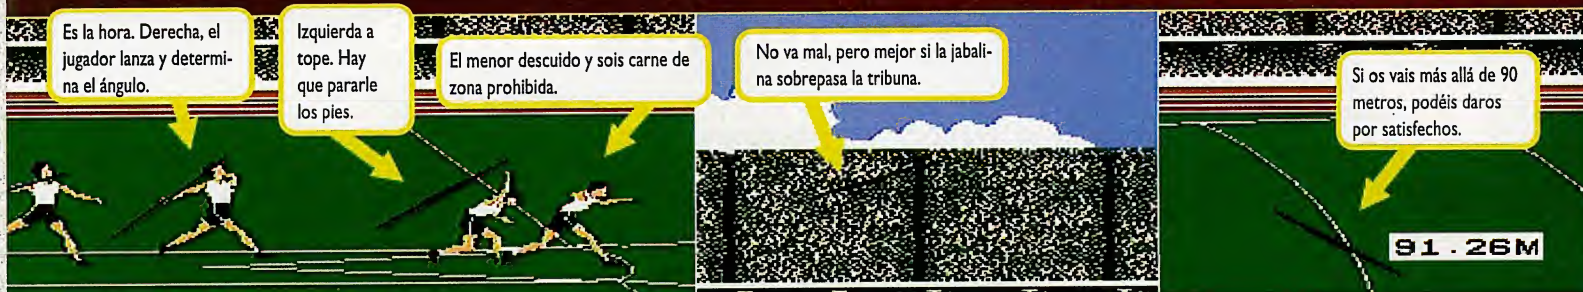 Es la hora. Derecha, el
jugador lanza y determi-
na el ángulo.
Izquierda a
tope. Hay
que pararle
los pies.
El menor descuido y sois carne de
zona prohibida.
No va mal, pero mejor si la jabali-
na sobrepasa la tribuna.
Si os vais más allá de 90
metros, podéis daros
por satisfechos.
91.26M